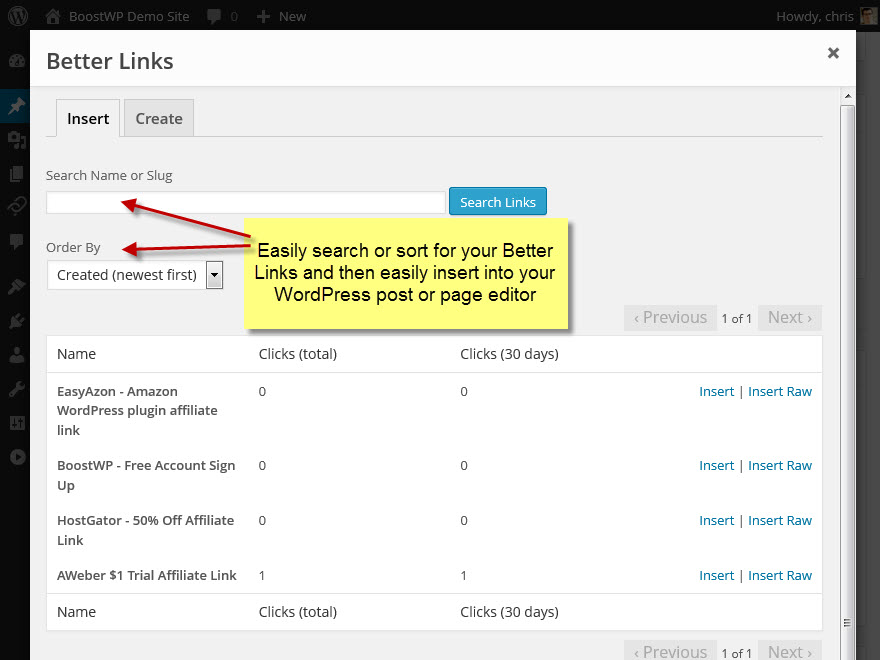 BoostWP Demo Site 0 + New Howdy, chris
Better Links ×
Insert Create
Search Name or Slug
Search Links
Easily search or sort for your Better
Links and then easily insert into your
WordPress post or page editor
Order By
Created (newest first)
‹ Previous 1 of 1 Next ›
Name Clicks (total) Clicks (30 days)
EasyAzon - Amazon 0 0 Insert | Insert Raw
WordPress plugin affiliate
link
BoostWP - Free Account Sign 0 0 Insert | Insert Raw
Up
HostGator - 50% Off Affiliate 0 0 Insert | Insert Raw
Link
AWeber $1 Trial Affiliate Link 1 1 Insert | Insert Raw
Name Clicks (total) Clicks (30 days)
‹ Previous 1 of 1 Next ›